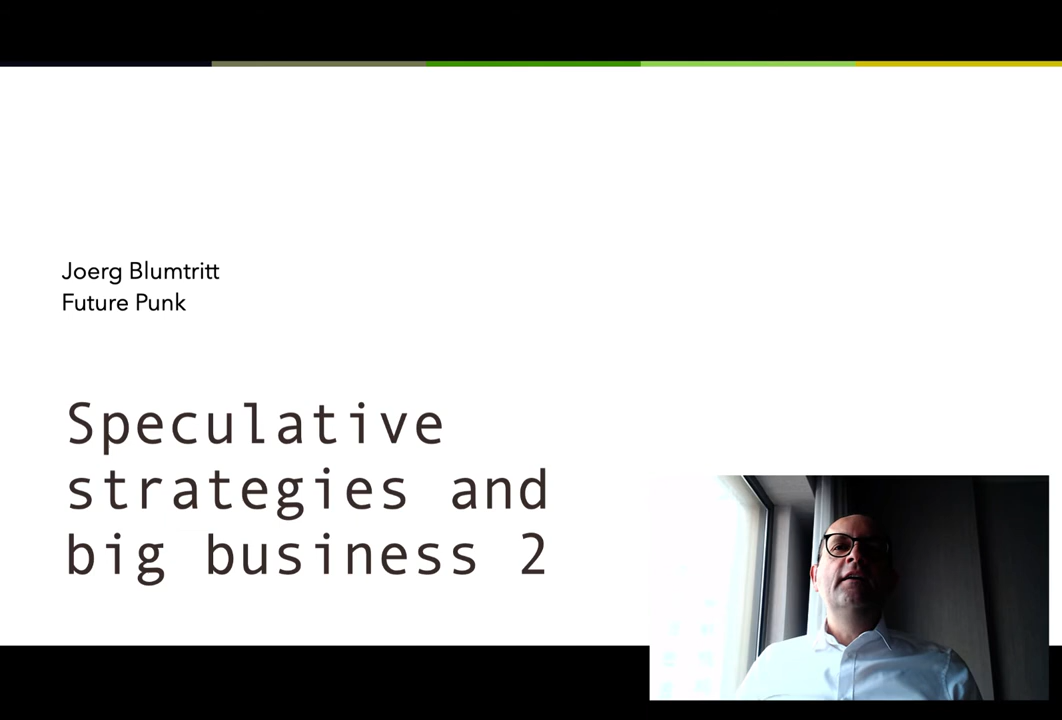 Joerg Blumtritt
Future Punk
Speculative
strategies and
big business 2